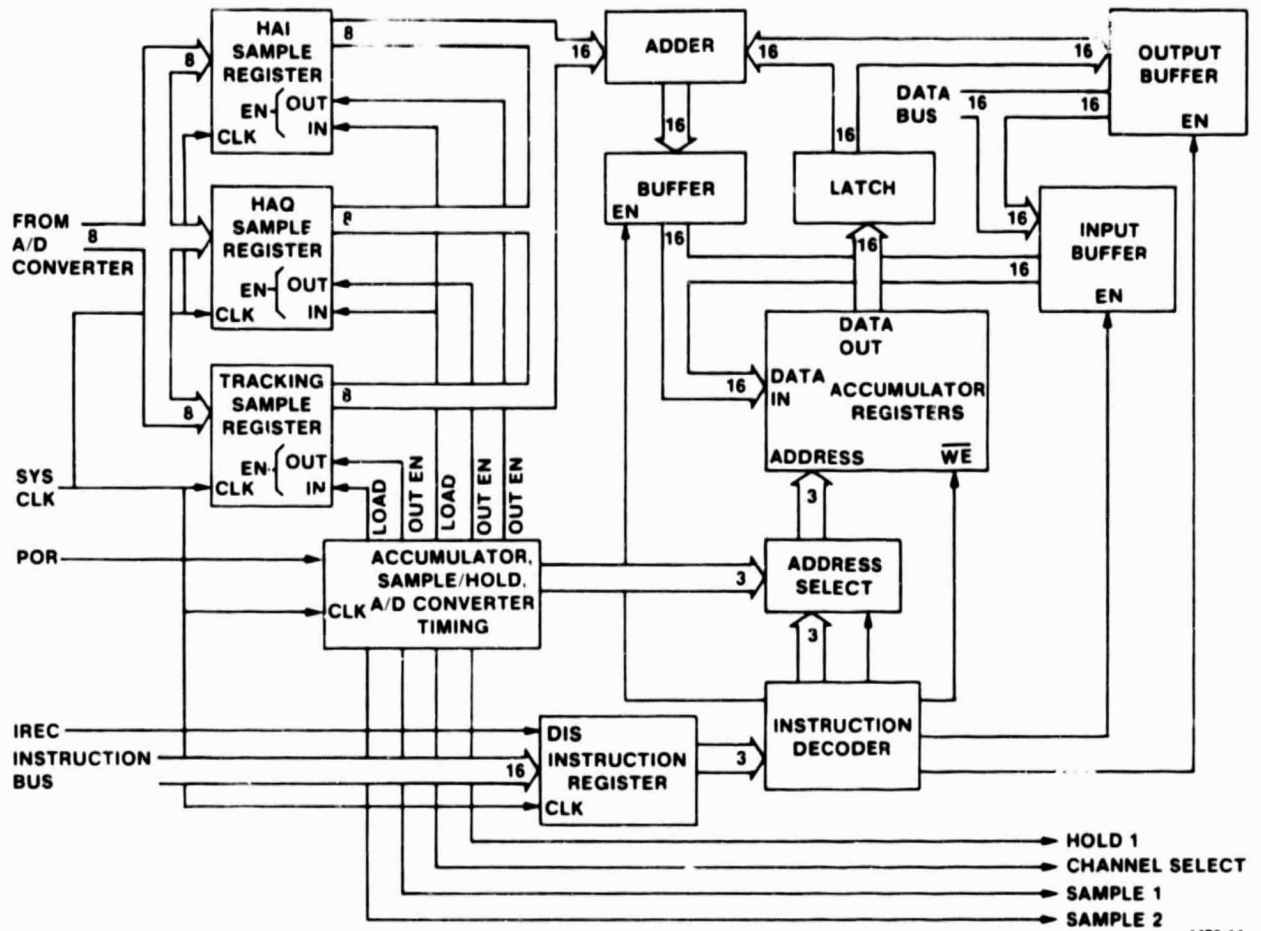 HAI
SAMPLE
REGISTER
EN
OUT
IN
CLK
8
8
HAQ
SAMPLE
REGISTER
EN
OUT
IN
CLK
8
FROM
A/D
CONVERTER
8
TRACKING
SAMPLE
REGISTER
EN
OUT
IN
CLK
8
8
SYS
CLK
POR
LOAD
OUT EN
LOAD
OUT EN
OUT EN
ACCUMULATOR,
SAMPLE/HOLD,
A/D CONVERTER
TIMING
CLK
16
ADDER
16
16
BUFFER
EN
16
16
LATCH
16
16
OUTPUT
BUFFER
EN
DATA
BUS
16
16
16
INPUT
BUFFER
EN
16
DATA
OUT
16
DATA
IN
ACCUMULATOR
REGISTERS
ADDRESS
WE
3
3
ADDRESS
SELECT
3
INSTRUCTION
DECODER
3
IREC
INSTRUCTION
BUS
16
DIS
INSTRUCTION
REGISTER
CLK
HOLD 1
CHANNEL SELECT
SAMPLE 1
SAMPLE 2